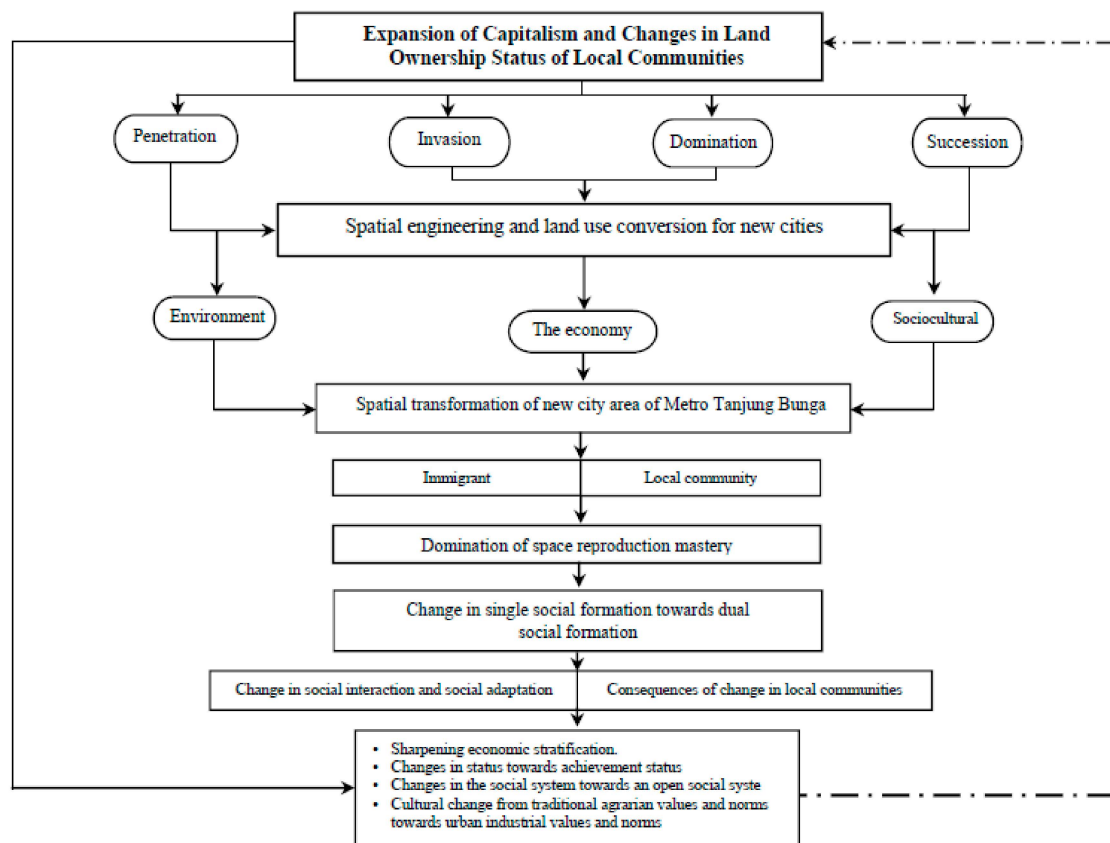 Expansion of Capitalism and Changes in Land
Ownership Status of Local Communities
Penetration
Invasion
Domination
Succession
Spatial engineering and land use conversion for new cities
Environment
The economy
Sociocultural
Spatial transformation of new city area of Metro Tanjung Bunga
Immigrant
Local community
Domination of space reproduction mastery
Change in single social formation towards dual
social formation
Change in social interaction and social adaptation
Consequences of change in local communities
• Sharpening economic stratification.
• Changes in status towards achievement status
• Changes in the social system towards an open social syste
• Cultural change from traditional agrarian values and norms
towards urban industrial values and norms